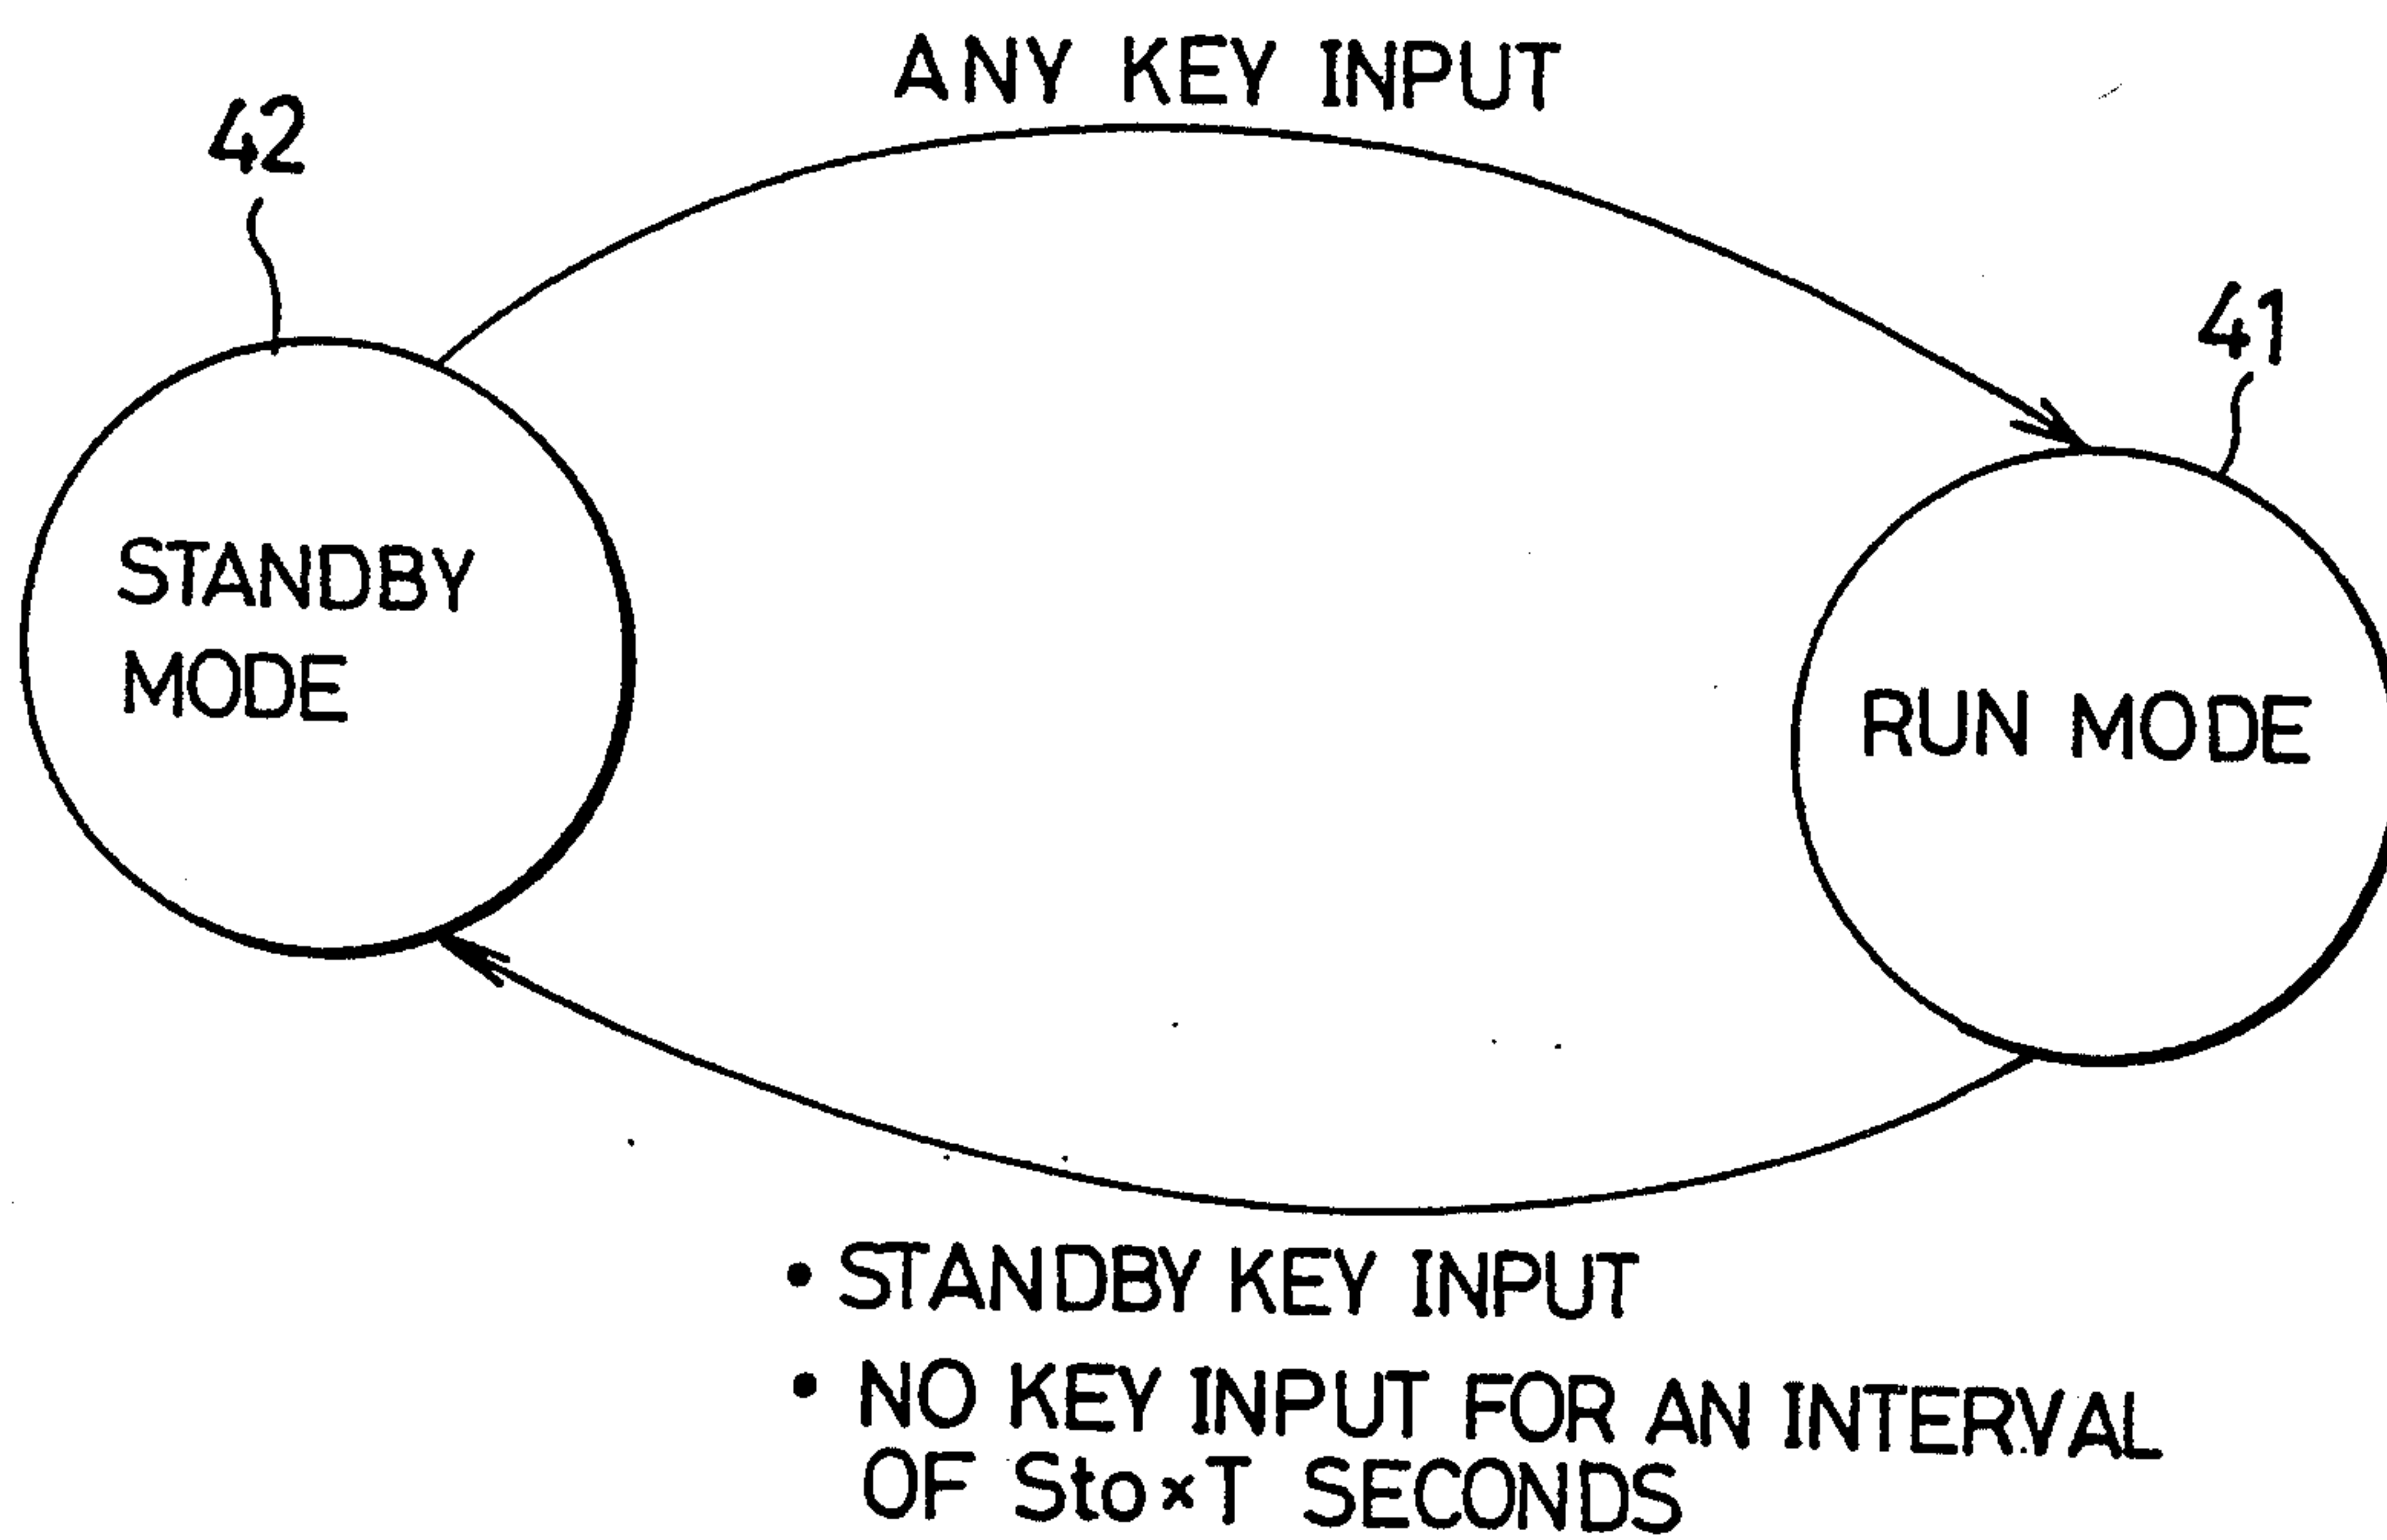 ANY KEY INPUT
42
41
STANDBY
MODE
RUN MODE
• STANDBY KEY INPUT
• NO KEY INPUT FOR AN INTERVAL
OF Sto×T SECONDS